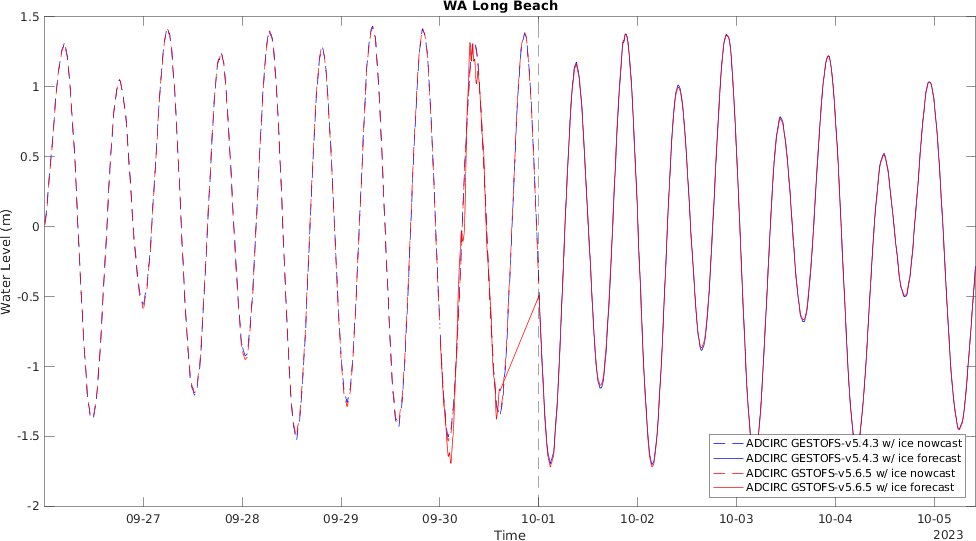 WA Long Beach
1.5
1
0.5
0
-0.5
-1
-1.5
-2
Water Level (m)
09-27
09-28
09-29
09-30
10-01
10-02
10-03
10-04
10-05
2023
Time
ADCIRC GESTOFS-v5.4.3 w/ ice nowcast
ADCIRC GESTOFS-v5.4.3 w/ ice forecast
ADCIRC GSTOFS-v5.6.5 w/ ice nowcast
ADCIRC GSTOFS-v5.6.5 w/ ice forecast